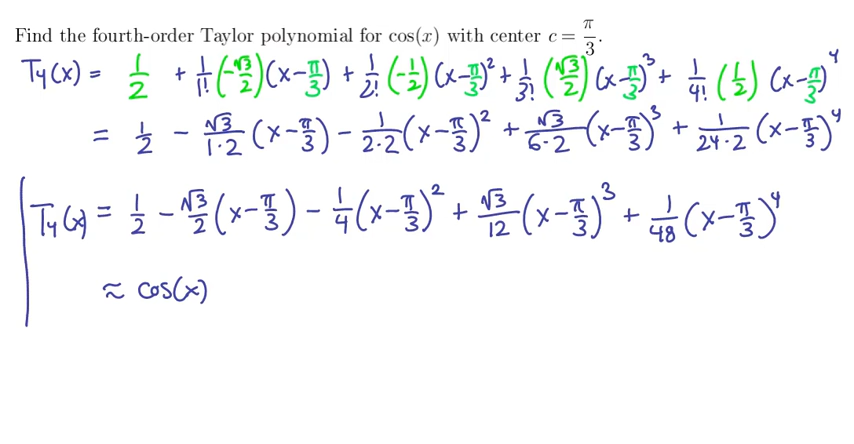 Find the fourth-order Taylor polynomial for cos(x) with center c = π/3.
T₄(x) = 1/2 + 1/1! (-√3/2)(x-π/3) + 1/2! (-1/2)(x-π/3)² + 1/3! (√3/2)(x-π/3)³ + 1/4! (1/2)(x-π/3)⁴
= 1/2 - √3/1·2 (x-π/3) - 1/2·2 (x-π/3)² + √3/6·2 (x-π/3)³ + 1/24·2 (x-π/3)⁴
T₄(x) = 1/2 - √3/2 (x-π/3) - 1/4 (x-π/3)² + √3/12 (x-π/3)³ + 1/48 (x-π/3)⁴
≈ cos(x)